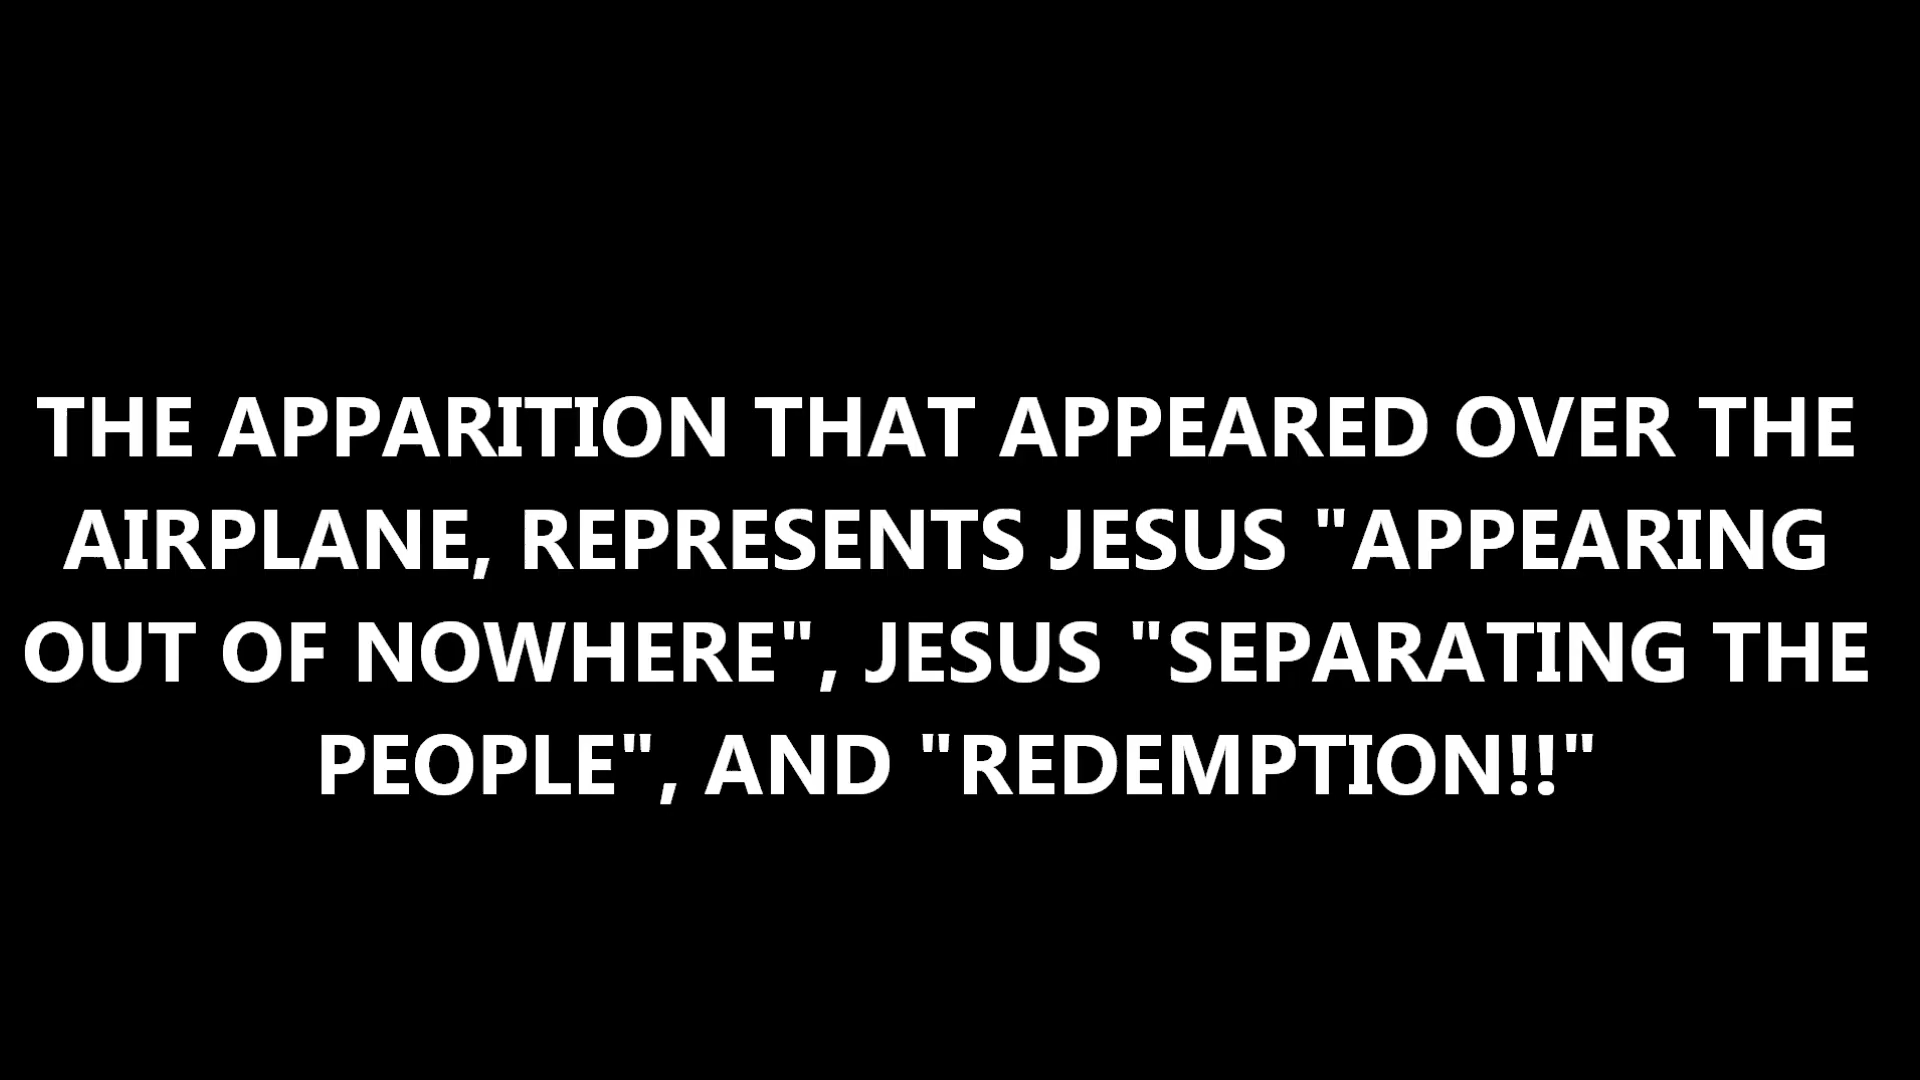 THE APPARITION THAT APPEARED OVER THE
AIRPLANE, REPRESENTS JESUS "APPEARING
OUT OF NOWHERE", JESUS "SEPARATING THE
PEOPLE", AND "REDEMPTION!!"